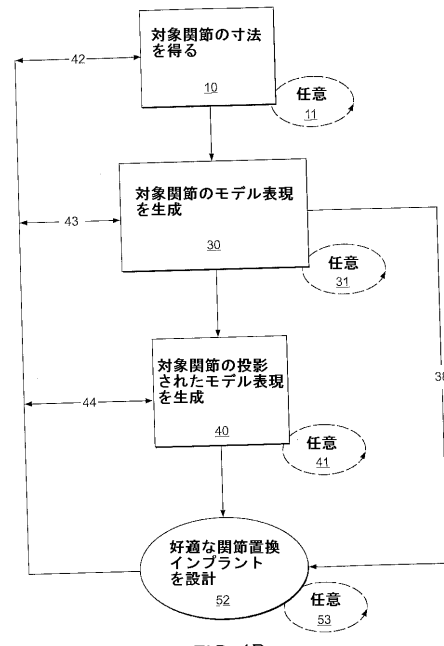 対象関節の寸法
を得る
10
任意
11
42
対象関節のモデル表現
を生成
30
任意
31
43
対象関節の投影
されたモデル表現
を生成
40
任意
41
44
好適な関節置換
インプラント
を設計
52
任意
53